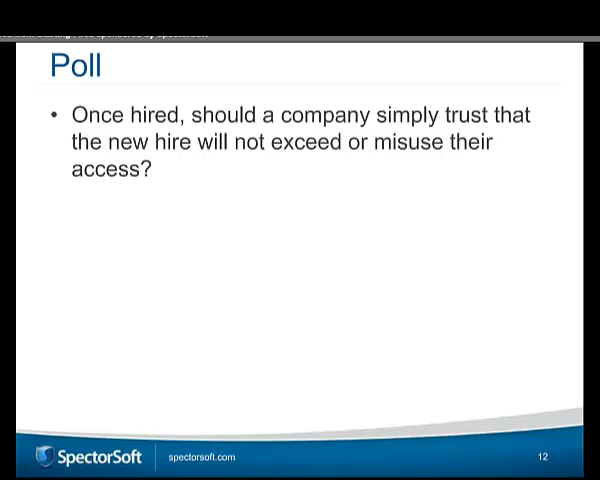 Poll
• Once hired, should a company simply trust that
the new hire will not exceed or misuse their
access?
SpectorSoft
spectorsoft.com
12